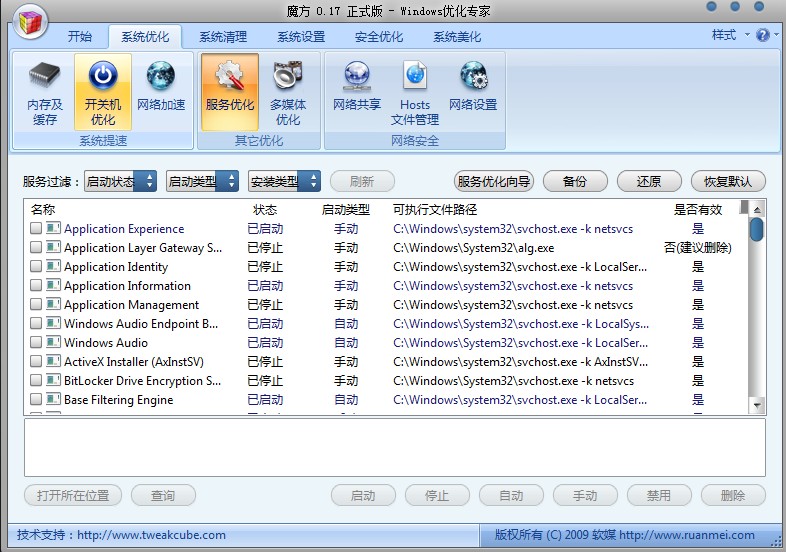 魔方 0.17 正式版 - Windows优化专家
开始 系统优化 系统清理 系统设置 安全优化 系统美化 样式
内存及缓存 开关机优化 网络加速 服务优化 多媒体优化 网络共享 Hosts文件管理 网络设置
系统提速 其它优化 网络安全
服务过滤: 启动状态 启动类型 安装类型 刷新 服务优化向导 备份 还原 恢复默认
名称 状态 启动类型 可执行文件路径 是否有效
Application Experience 已启动 手动 C:\Windows\system32\svchost.exe -k netsvcs 是
Application Layer Gateway S... 已停止 手动 C:\Windows\System32\alg.exe 否(建议删除)
Application Identity 已停止 手动 C:\Windows\system32\svchost.exe -k LocalSer... 是
Application Information 已启动 手动 C:\Windows\system32\svchost.exe -k netsvcs 是
Application Management 已停止 手动 C:\Windows\system32\svchost.exe -k netsvcs 是
Windows Audio Endpoint B... 已启动 自动 C:\Windows\System32\svchost.exe -k LocalSys... 是
Windows Audio 已启动 自动 C:\Windows\System32\svchost.exe -k LocalSer... 是
ActiveX Installer (AxInstSV) 已停止 手动 C:\Windows\system32\svchost.exe -k AxInstSV... 是
BitLocker Drive Encryption S... 已停止 手动 C:\Windows\System32\svchost.exe -k netsvcs 是
Base Filtering Engine 已启动 自动 C:\Windows\system32\svchost.exe -k LocalSer... 是
打开所在位置 查询 启动 停止 自动 手动 禁用 删除
技术支持：http://www.tweakcube.com 版权所有 (C) 2009 软媒 http://www.ruanmei.com